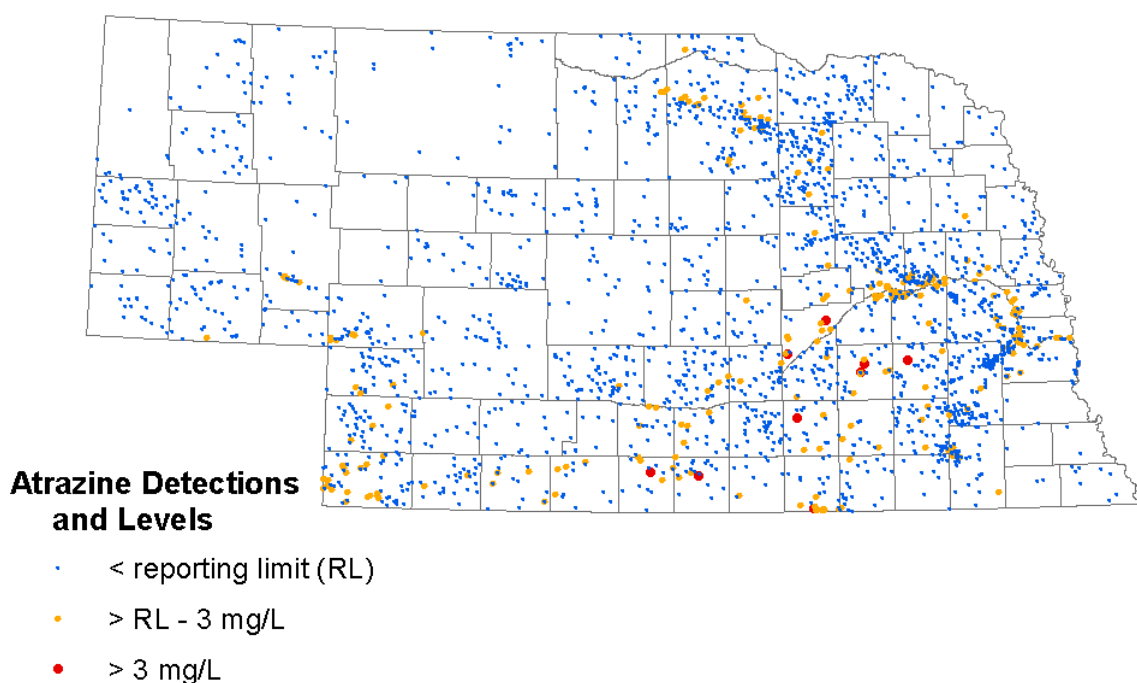 Atrazine Detections
and Levels
< reporting limit (RL)
> RL - 3 mg/L
> 3 mg/L